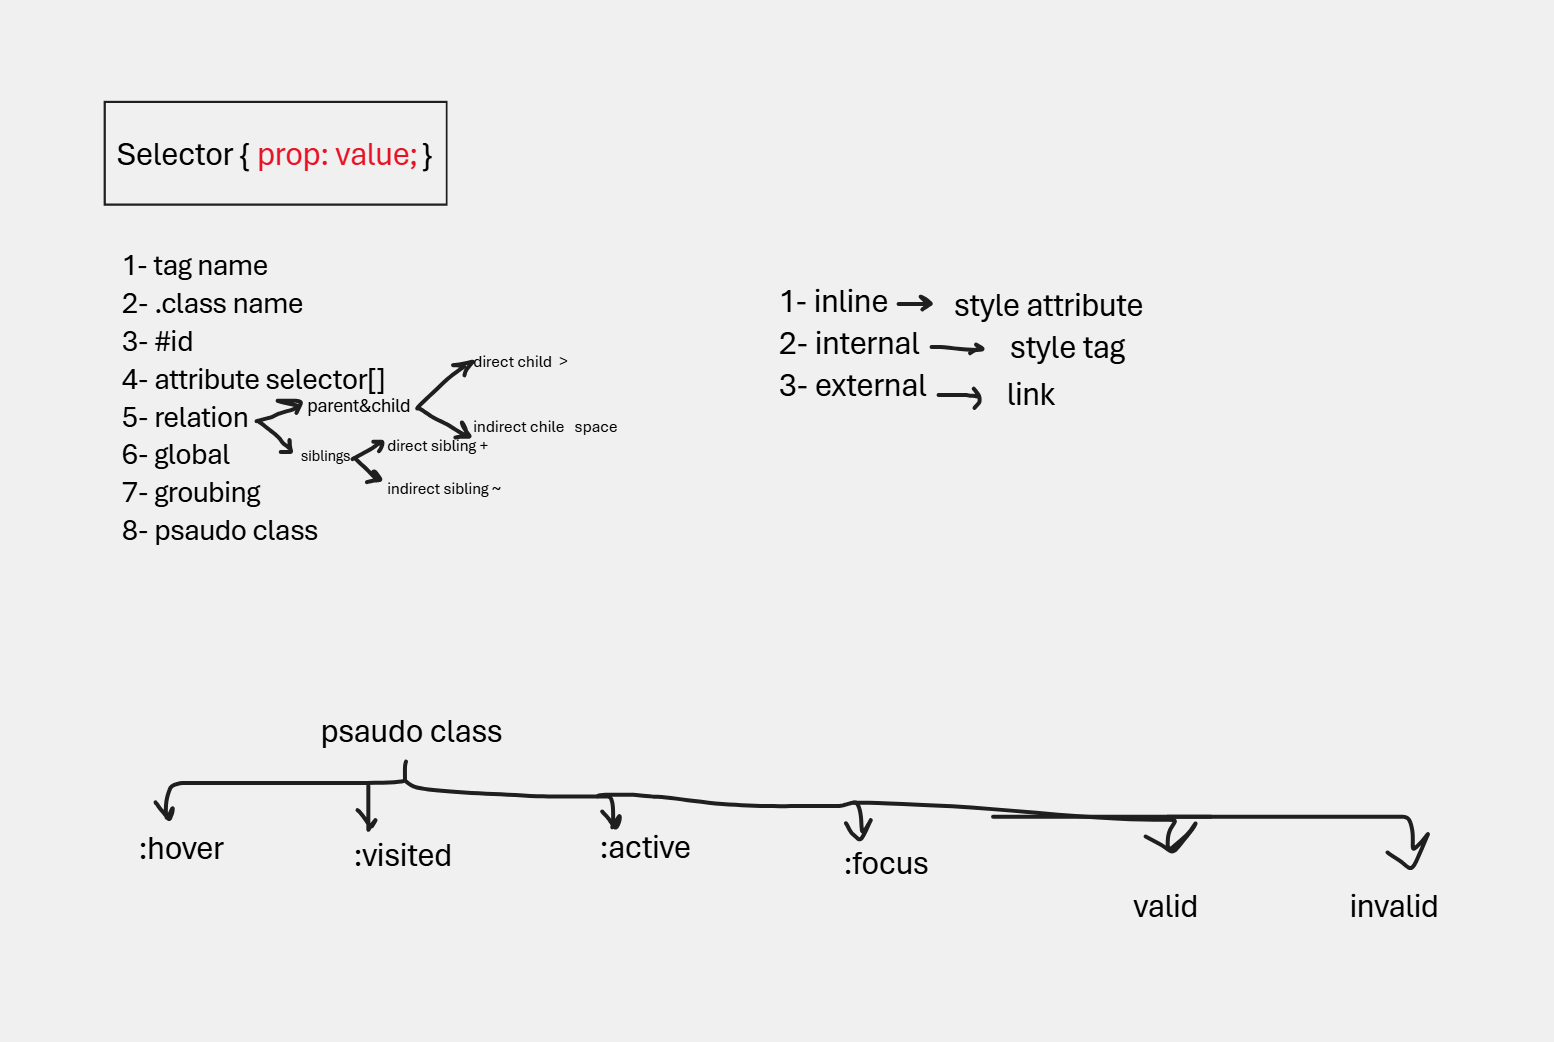 Selector { prop: value; }
1- tag name
2- .class name
3- #id
4- attribute selector[]
5- relation
6- global
7- groubing
8- psaudo class
parent&child
direct child >
indirect chile space
siblings
direct sibling +
indirect sibling ~
1- inline
style attribute
2- internal
style tag
3- external
link
psaudo class
:hover
:visited
:active
:focus
valid
invalid